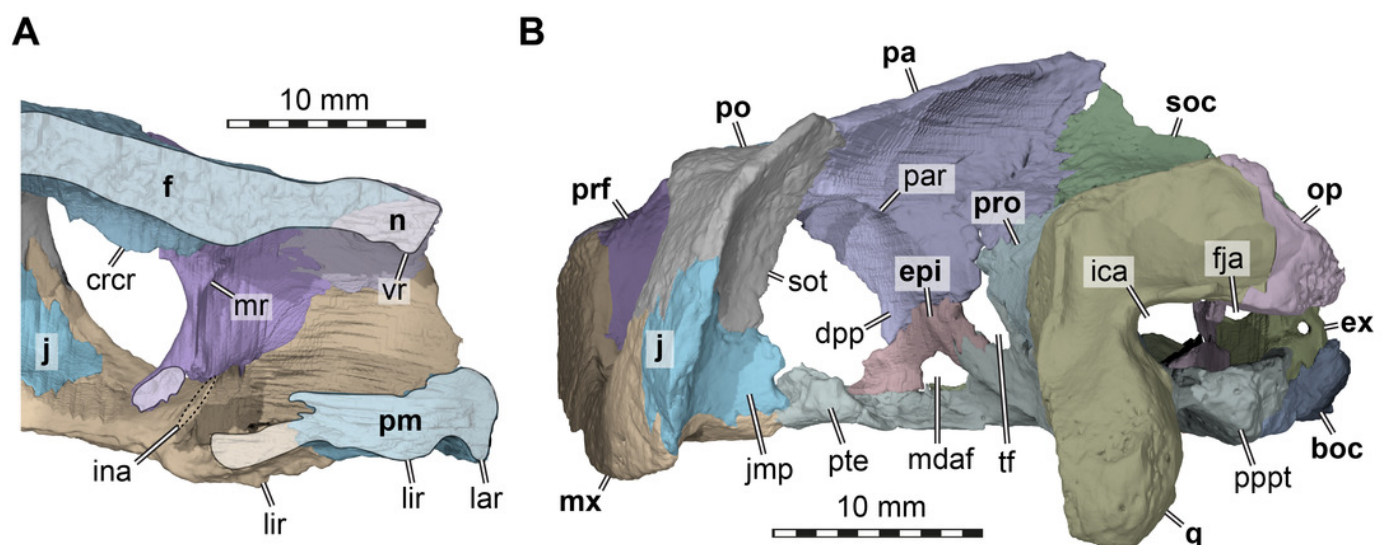 A
10 mm
f
n
crcr
mr
vr
j
pm
ina
lir
lir
lar
B
pa
po
soc
prf
par
pro
op
epi
ica
fja
sot
j
dpp
ex
jmp
pte
mdaf
tf
boc
pppt
mx
10 mm
q